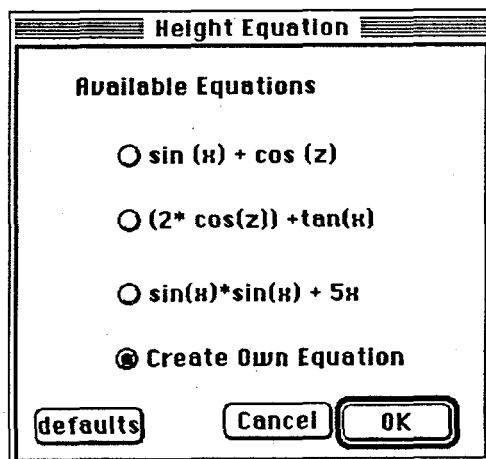 Height Equation
Available Equations
sin (x) + cos (z)
(2* cos(z)) +tan(x)
sin(x)*sin(x) + 5x
Create Own Equation
defaults Cancel OK